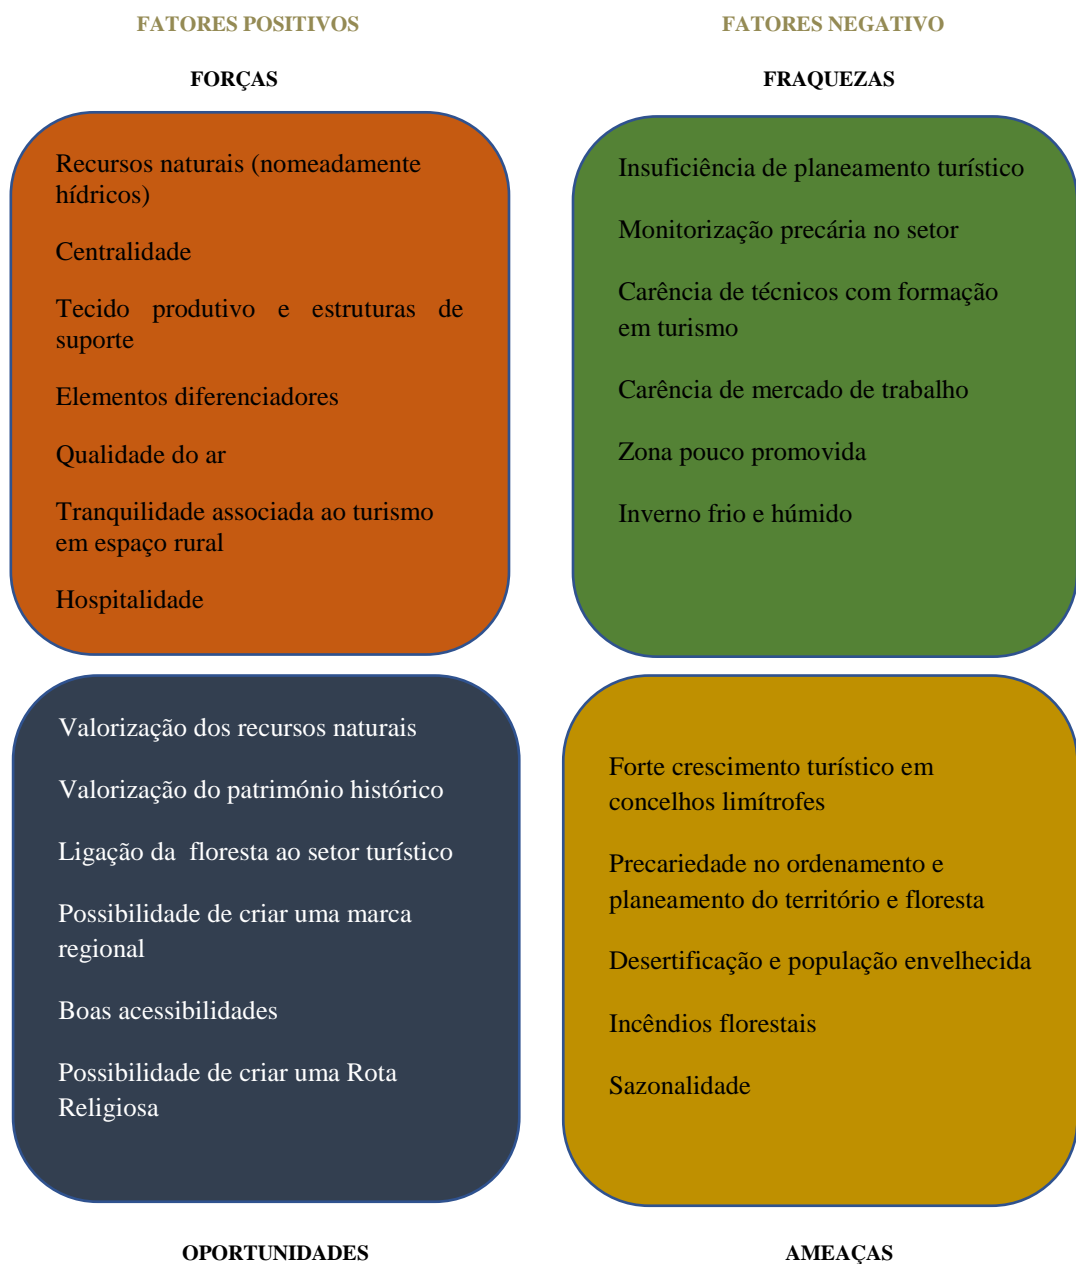 FATORES POSITIVOS
FATORES NEGATIVO
FORÇAS
FRAQUEZAS
Recursos naturais (nomeadamente
hídricos)
Centralidade
Tecido produtivo e estruturas de
suporte
Elementos diferenciadores
Qualidade do ar
Tranquilidade associada ao turismo
em espaço rural
Hospitalidade
Insuficiência de planeamento turístico
Monitorização precária no setor
Carência de técnicos com formação
em turismo
Carência de mercado de trabalho
Zona pouco promovida
Inverno frio e húmido
Valorização dos recursos naturais
Valorização do património histórico
Ligação da floresta ao setor turístico
Possibilidade de criar uma marca
regional
Boas acessibilidades
Possibilidade de criar uma Rota
Religiosa
Forte crescimento turístico em
concelhos limítrofes
Precariedade no ordenamento e
planeamento do território e floresta
Desertificação e população envelhecida
Incêndios florestais
Sazonalidade
OPORTUNIDADES
AMEAÇAS